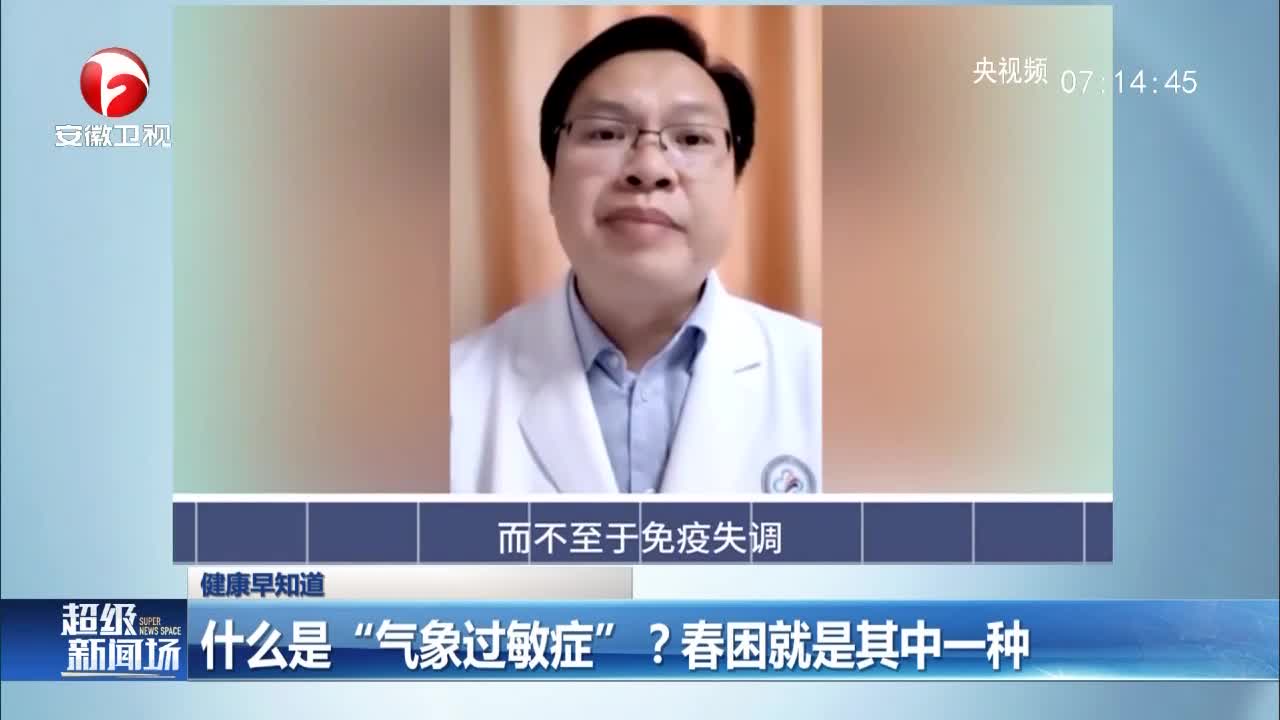 安徽卫视
央视频 07:14:45
而不至于免疫失调
健康早知道
超级新闻场
SUPER NEWS SPACE
什么是“气象过敏症”？春困就是其中一种